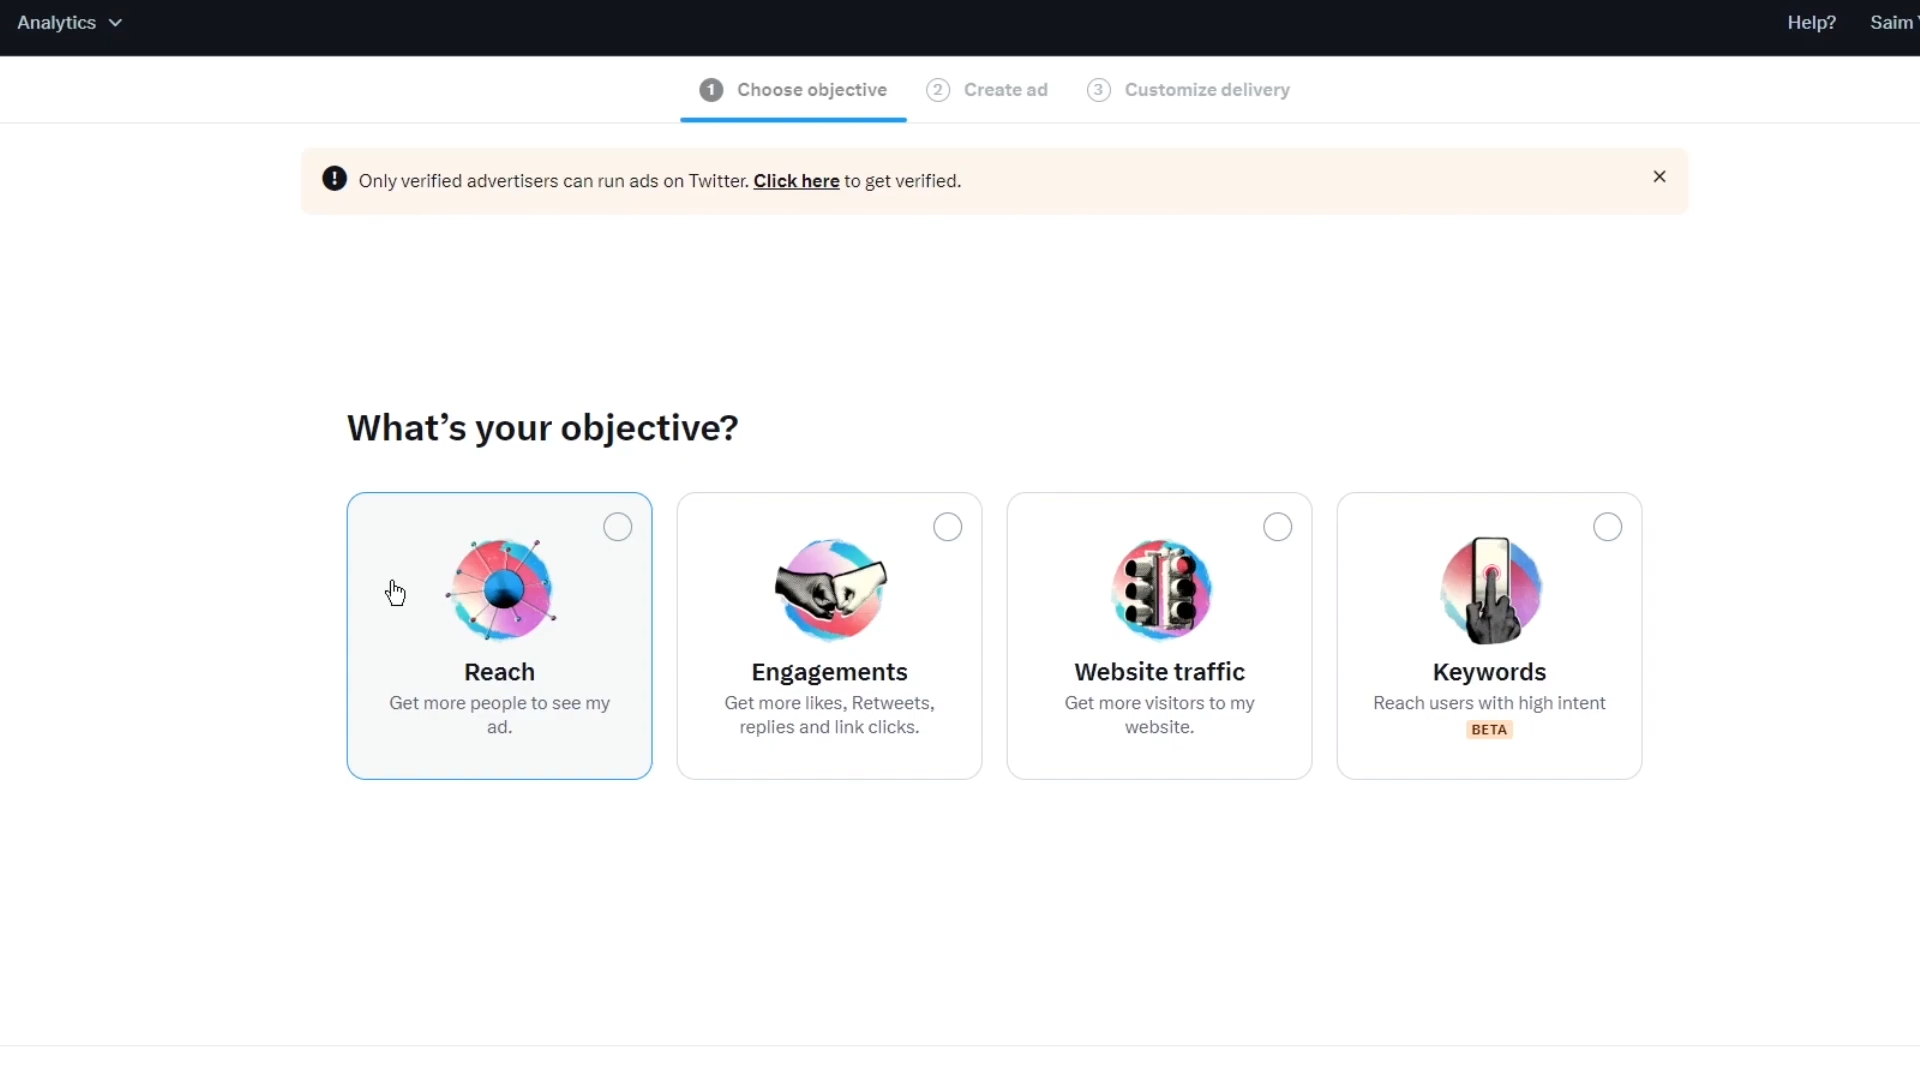 Analytics
Help?
Saim
1 Choose objective
2 Create ad
3 Customize delivery
Only verified advertisers can run ads on Twitter. Click here to get verified.
What's your objective?
Reach
Get more people to see my
ad.
Engagements
Get more likes, Retweets,
replies and link clicks.
Website traffic
Get more visitors to my
website.
Keywords
Reach users with high intent
BETA